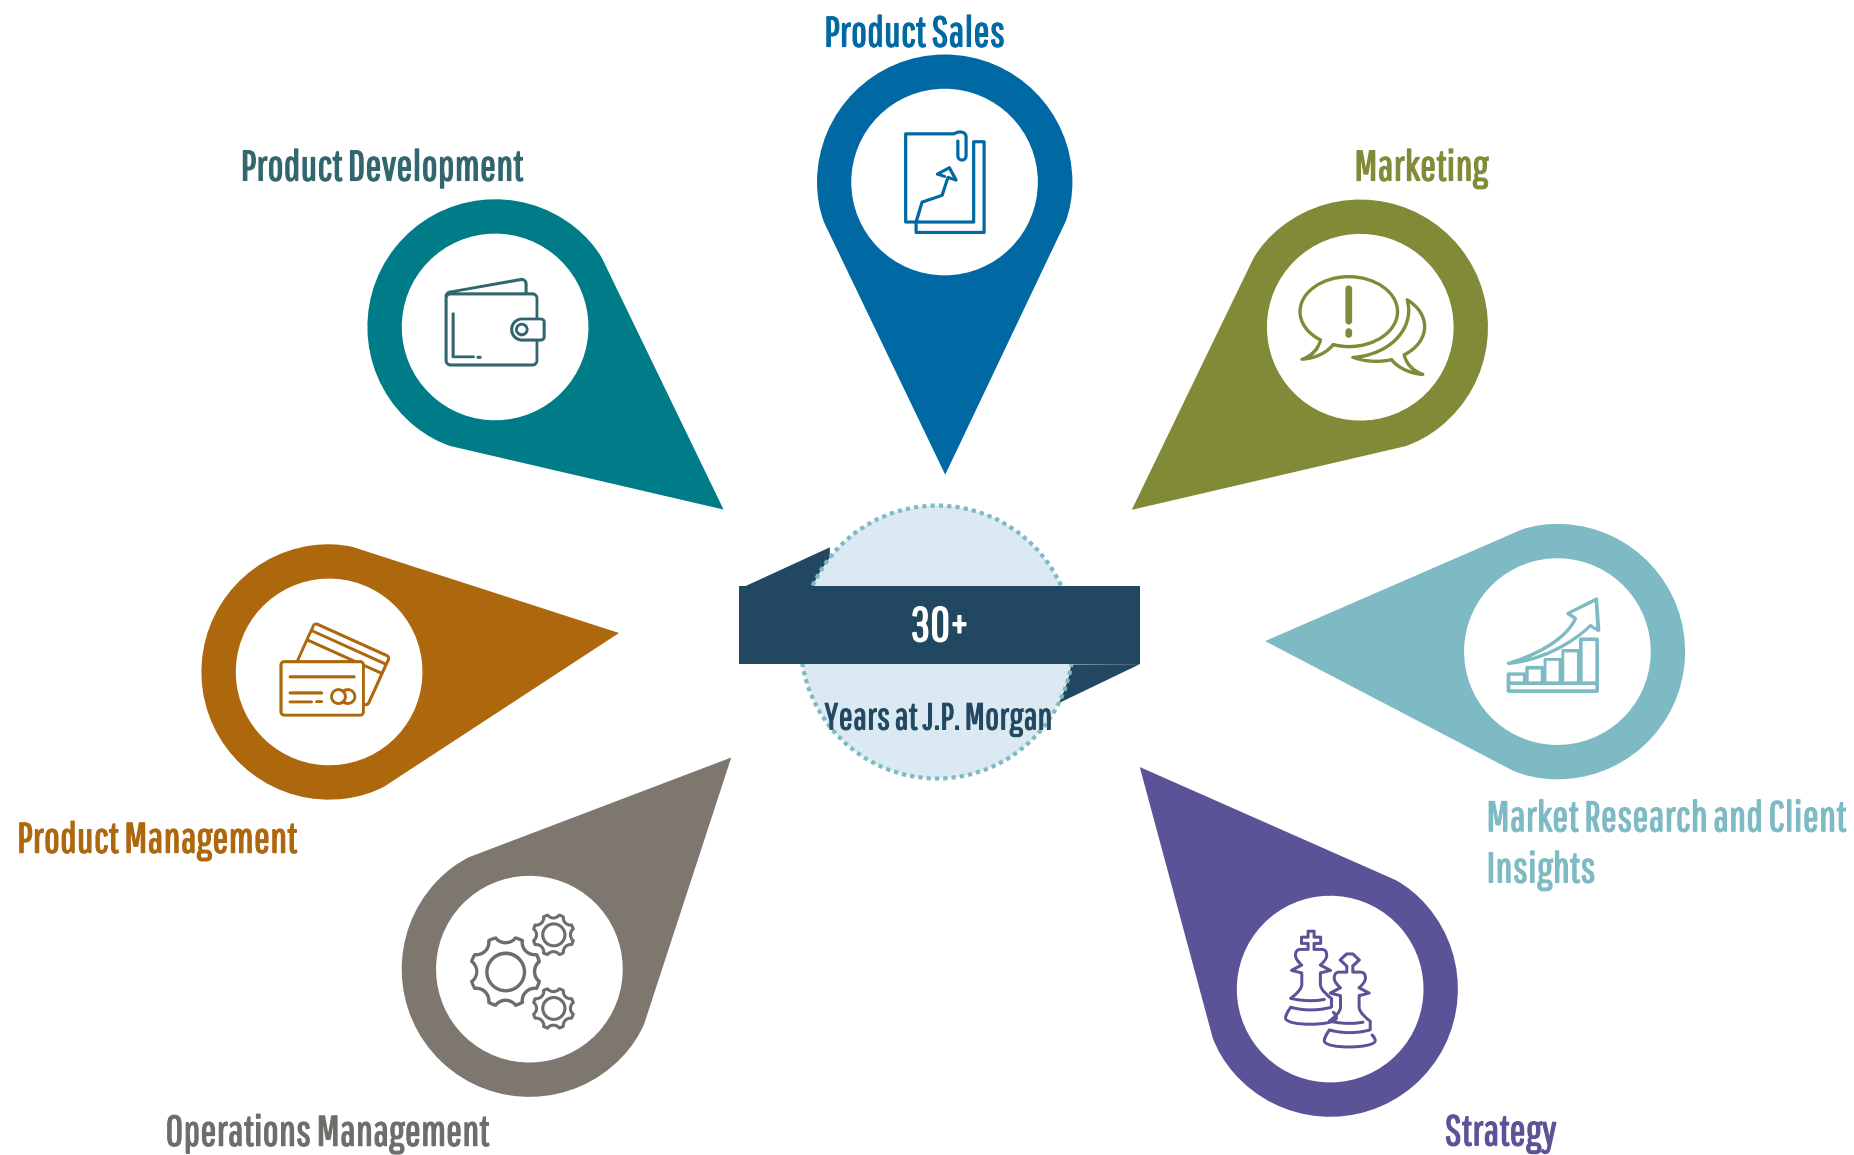 Product Sales
Product Development
Marketing
30+
Years at J.P. Morgan
Product Management
Market Research and Client
Insights
Operations Management
Strategy